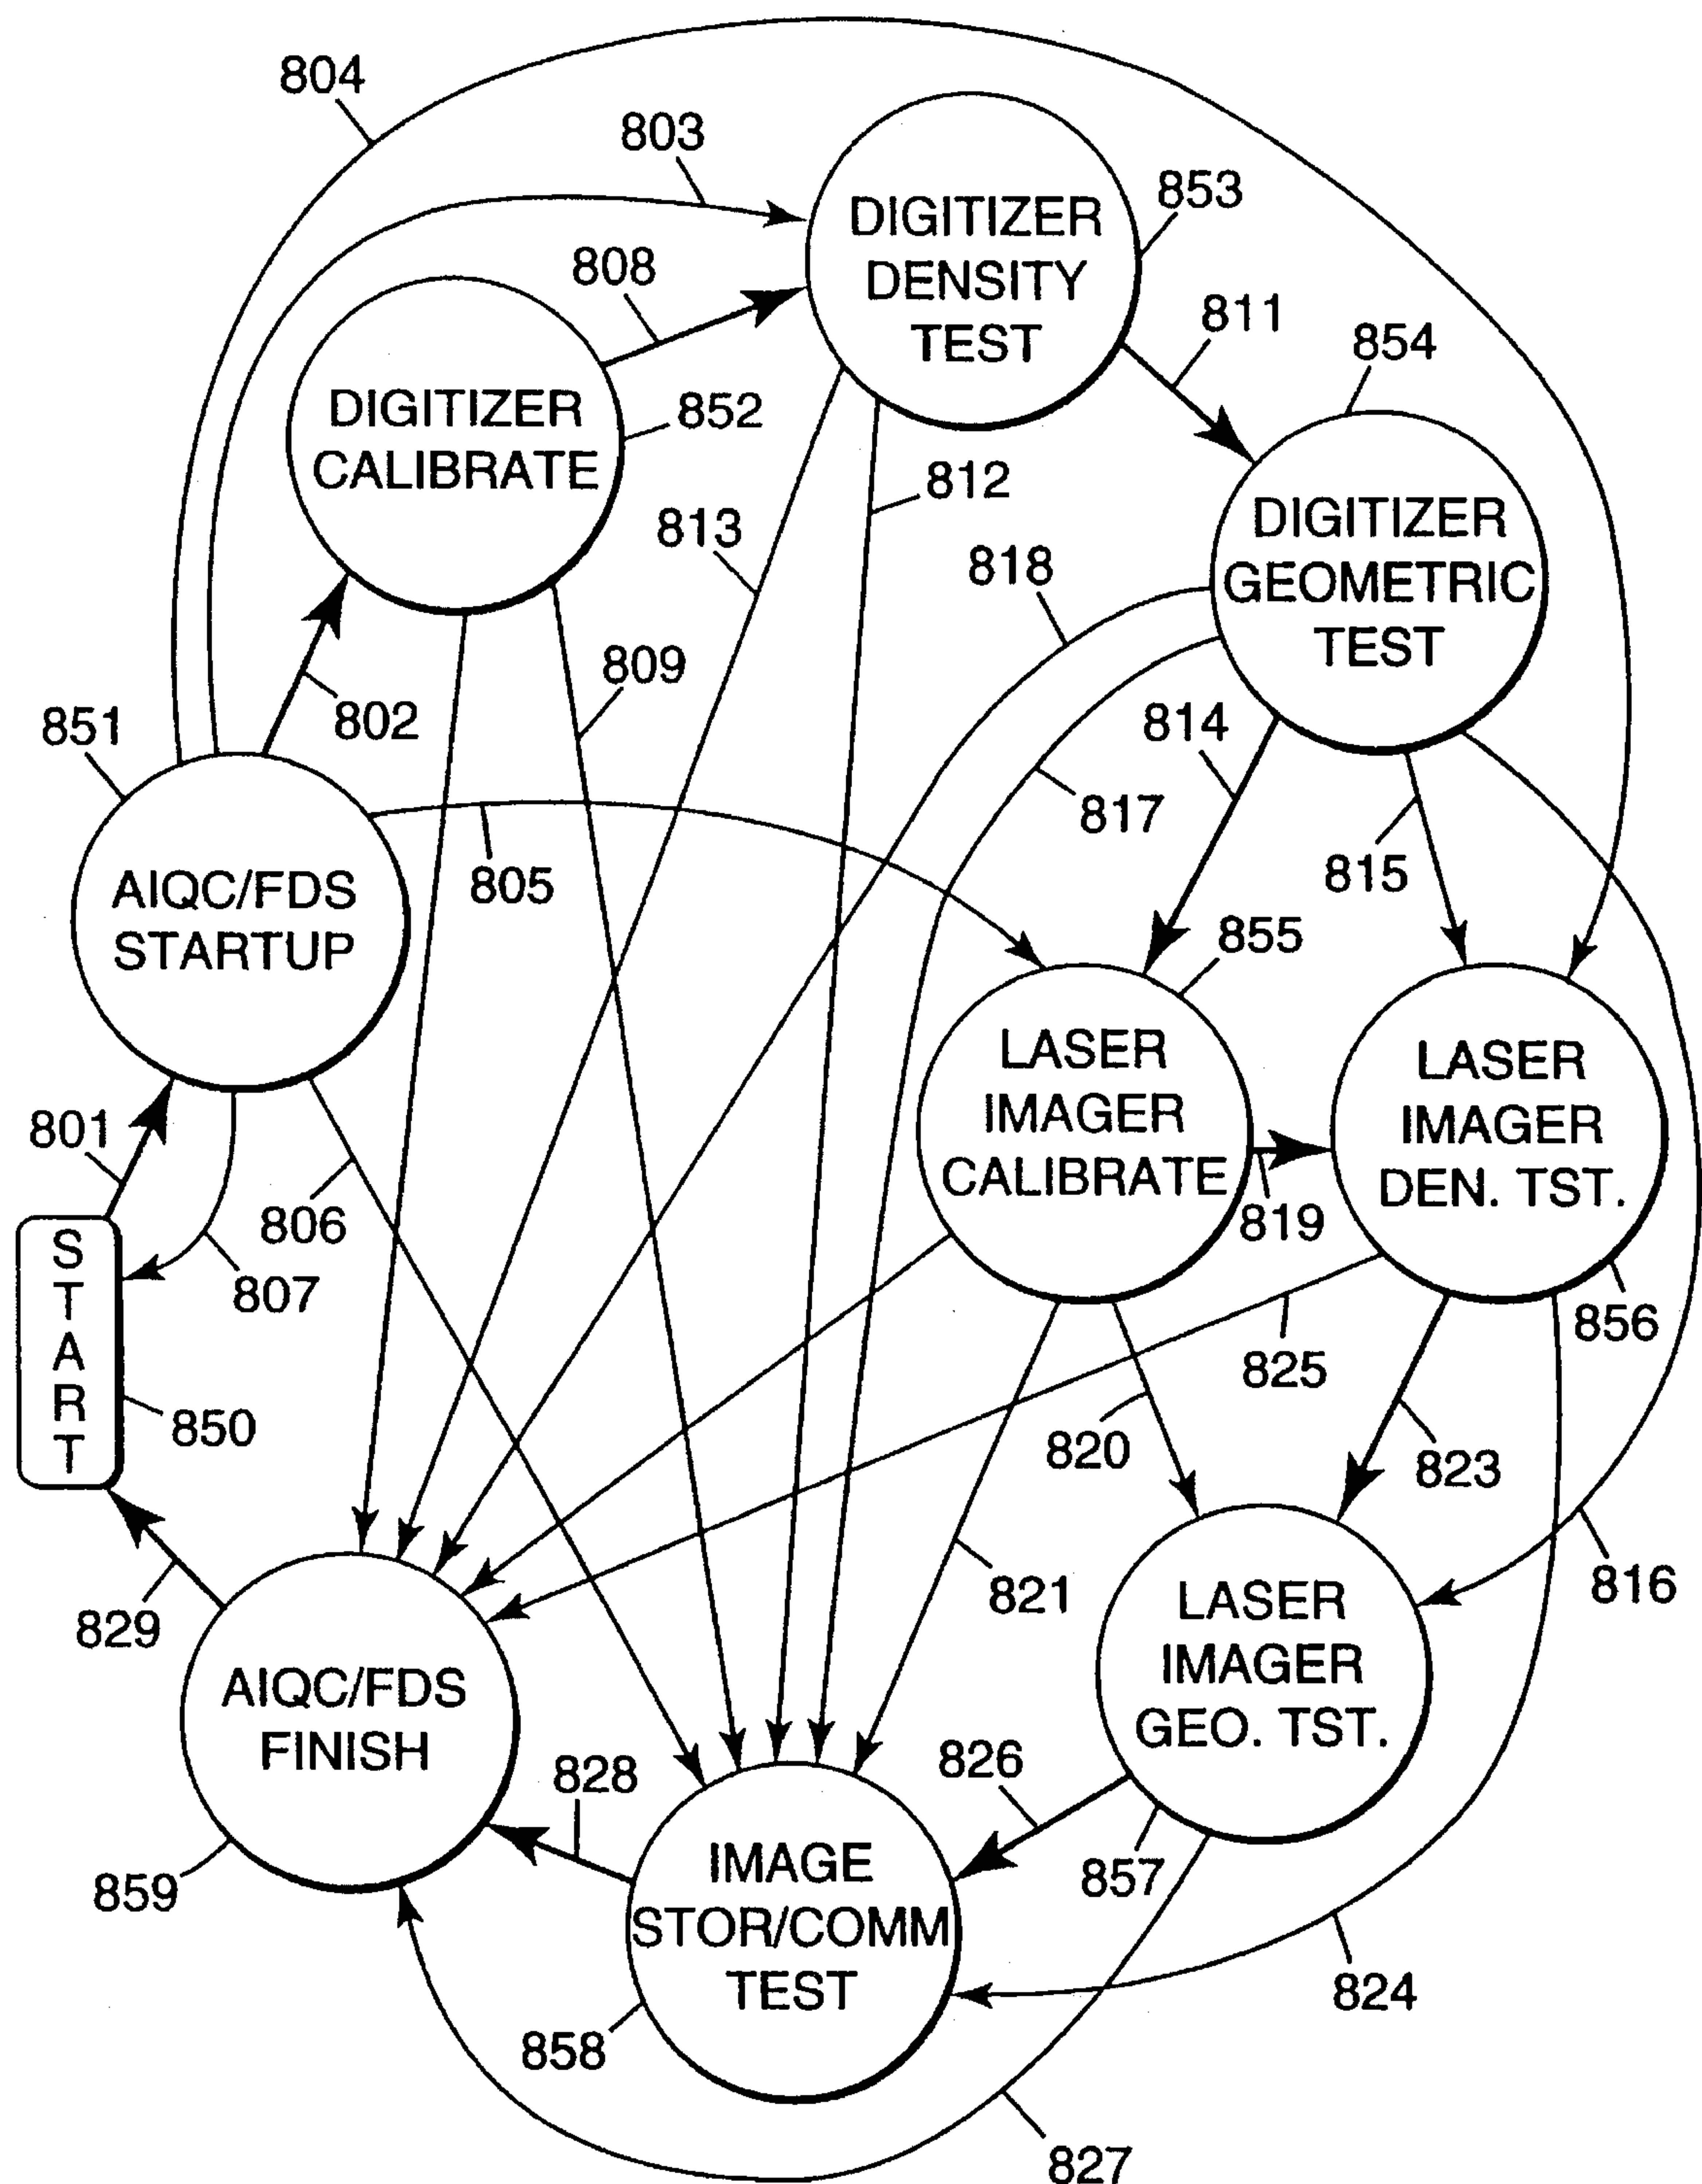 804
803
853
DIGITIZER
DENSITY
TEST
808
811
854
DIGITIZER
CALIBRATE
852
812
813
818
DIGITIZER
GEOMETRIC
TEST
809
802
851
814
817
815
805
AIQC/FDS
STARTUP
855
LASER
IMAGER
CALIBRATE
LASER
IMAGER
DEN. TST.
801
806
819
807
856
S
T
A
R
T
825
850
820
823
821
816
829
LASER
IMAGER
GEO. TST.
AIQC/FDS
FINISH
828
826
859
857
IMAGE
STOR/COMM
TEST
824
858
827